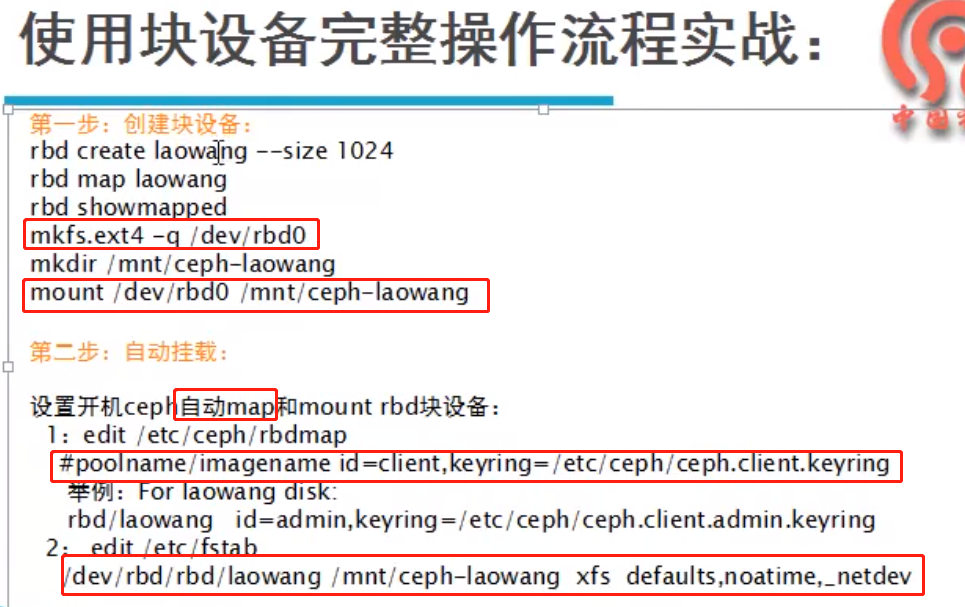 使用块设备完整操作流程实战：
中国
第一步：创建块设备：
rbd create laowang --size 1024
rbd map laowang
rbd showmapped
mkfs.ext4 -q /dev/rbd0
mkdir /mnt/ceph-laowang
mount /dev/rbd0 /mnt/ceph-laowang
第二步：自动挂载：
设置开机ceph自动map和mount rbd块设备：
1：edit /etc/ceph/rbdmap
#poolname/imagename id=client,keyring=/etc/ceph/ceph.client.keyring
举例：For laowang disk:
rbd/laowang id=admin,keyring=/etc/ceph/ceph.client.admin.keyring
2： edit /etc/fstab
/dev/rbd/rbd/laowang /mnt/ceph-laowang xfs defaults,noatime,_netdev